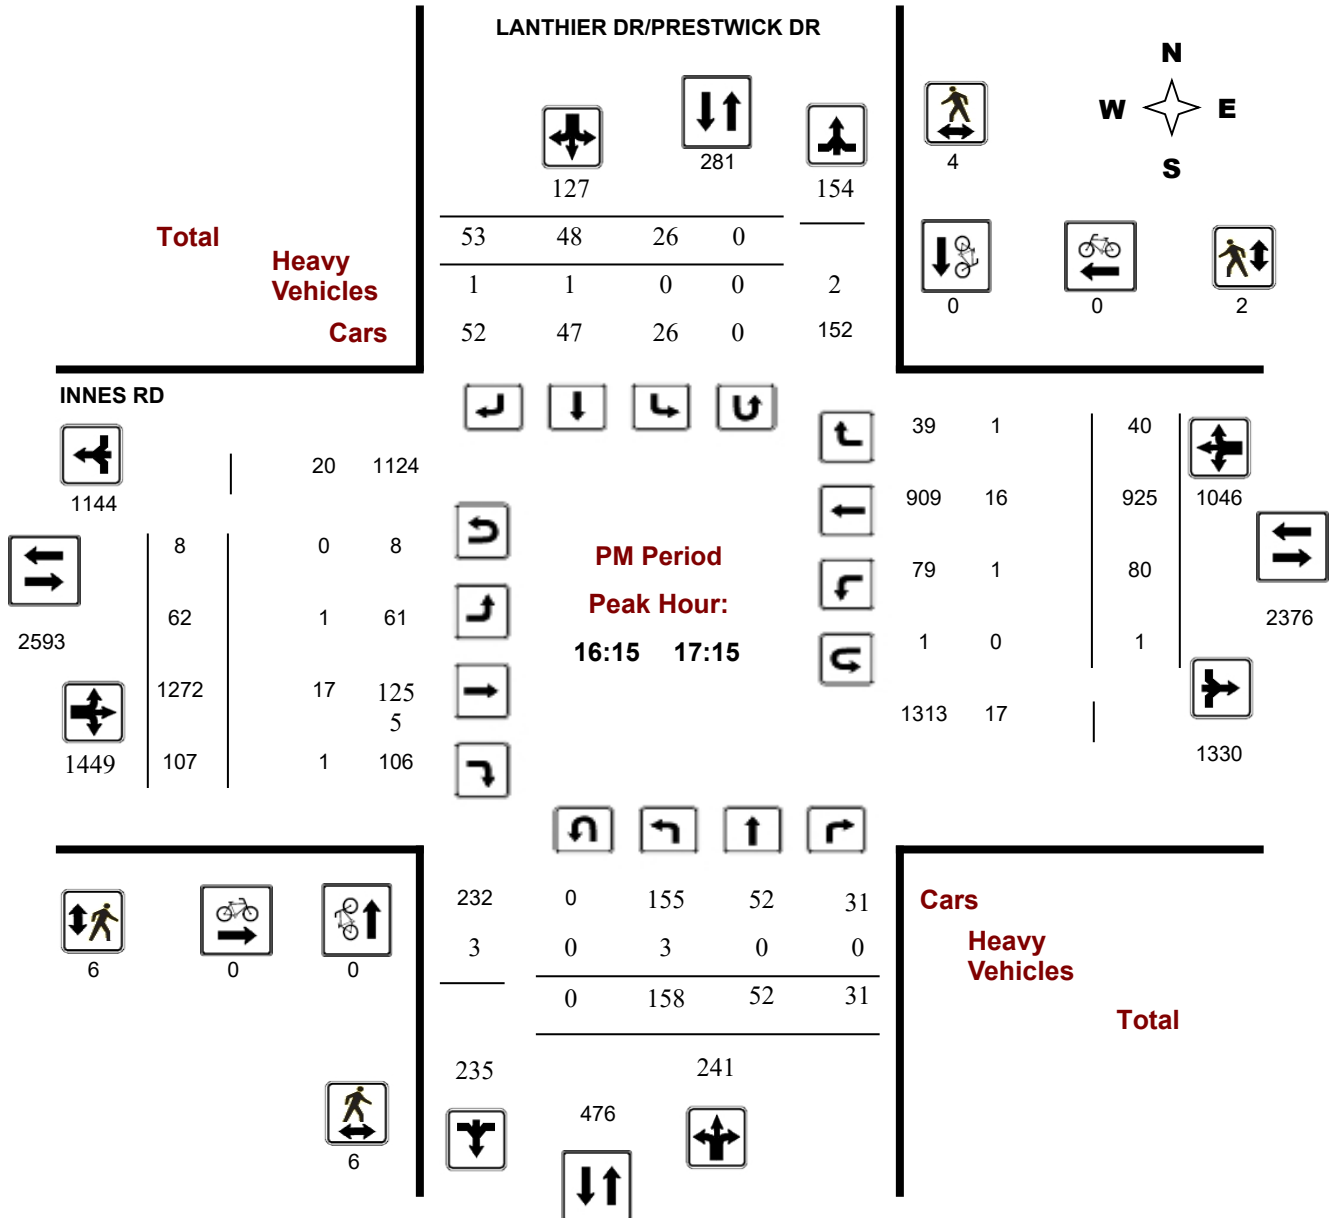 LANTHIER DR/PRESTWICK DR
N
W E
S
281
4
127 154
Total 53 48 26 0
Heavy
Vehicles 1 1 0 0 2
Cars 52 47 26 0 152
0 0 2
INNES RD
39 1 40
20 1124
1144
909 16 925 1046
8 0 8
PM Period
79 1 80
Peak Hour:
62 1 61
2593
16:15 17:15
2376
1 0 1
1272 17 125
5
1313 17
1449 107 1 106
1330
232 0 155 52 31 Cars
3 0 3 0 0 Heavy
Vehicles
6 0 0
0 158 52 31
Total
235 241
476
6